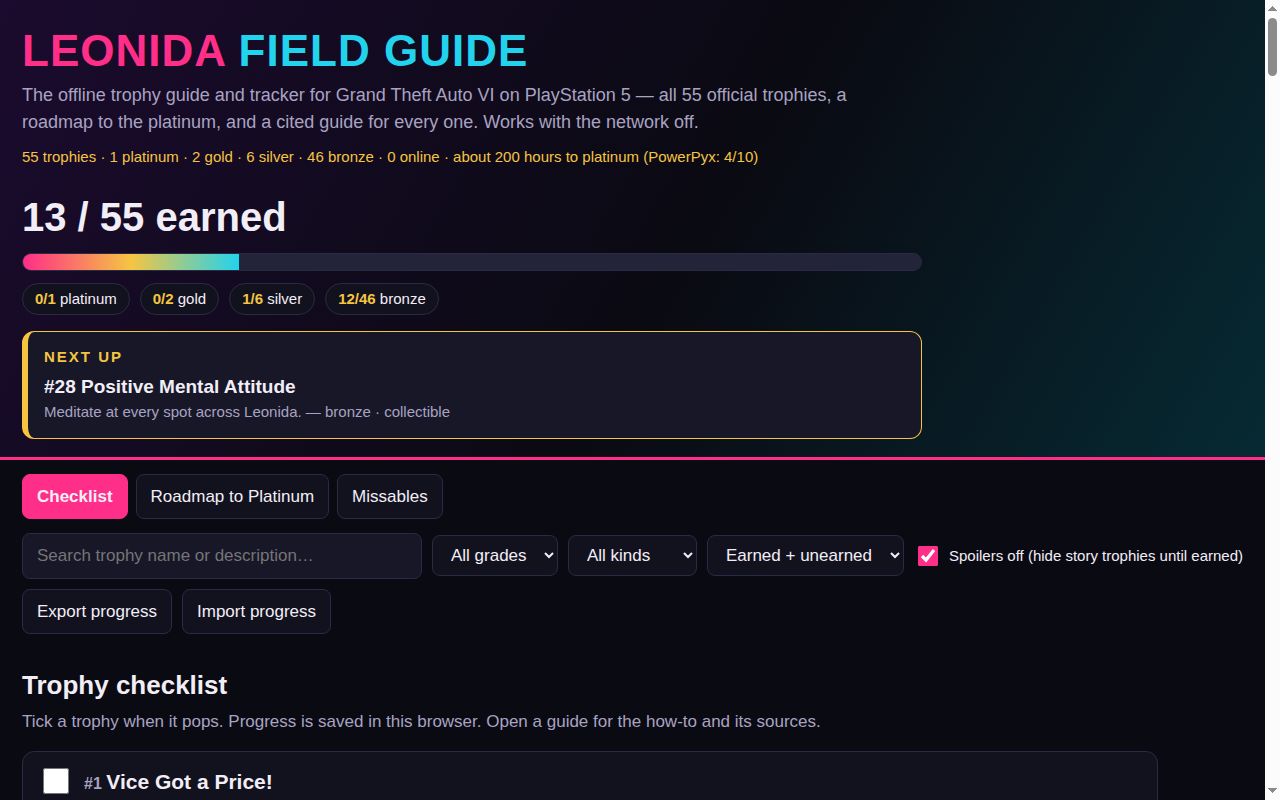 LEONIDA FIELD GUIDE
The offline trophy guide and tracker for Grand Theft Auto VI on PlayStation 5 — all 55 official trophies, a
roadmap to the platinum, and a cited guide for every one. Works with the network off.
55 trophies · 1 platinum · 2 gold · 6 silver · 46 bronze · 0 online · about 200 hours to platinum (PowerPyx: 4/10)
13 / 55 earned
0/1 platinum 0/2 gold 1/6 silver 12/46 bronze
NEXT UP
#28 Positive Mental Attitude
Meditate at every spot across Leonida. — bronze · collectible
Checklist Roadmap to Platinum Missables
Search trophy name or description… All grades All kinds Earned + unearned Spoilers off (hide story trophies until earned)
Export progress Import progress
Trophy checklist
Tick a trophy when it pops. Progress is saved in this browser. Open a guide for the how-to and its sources.
#1 Vice Got a Price!